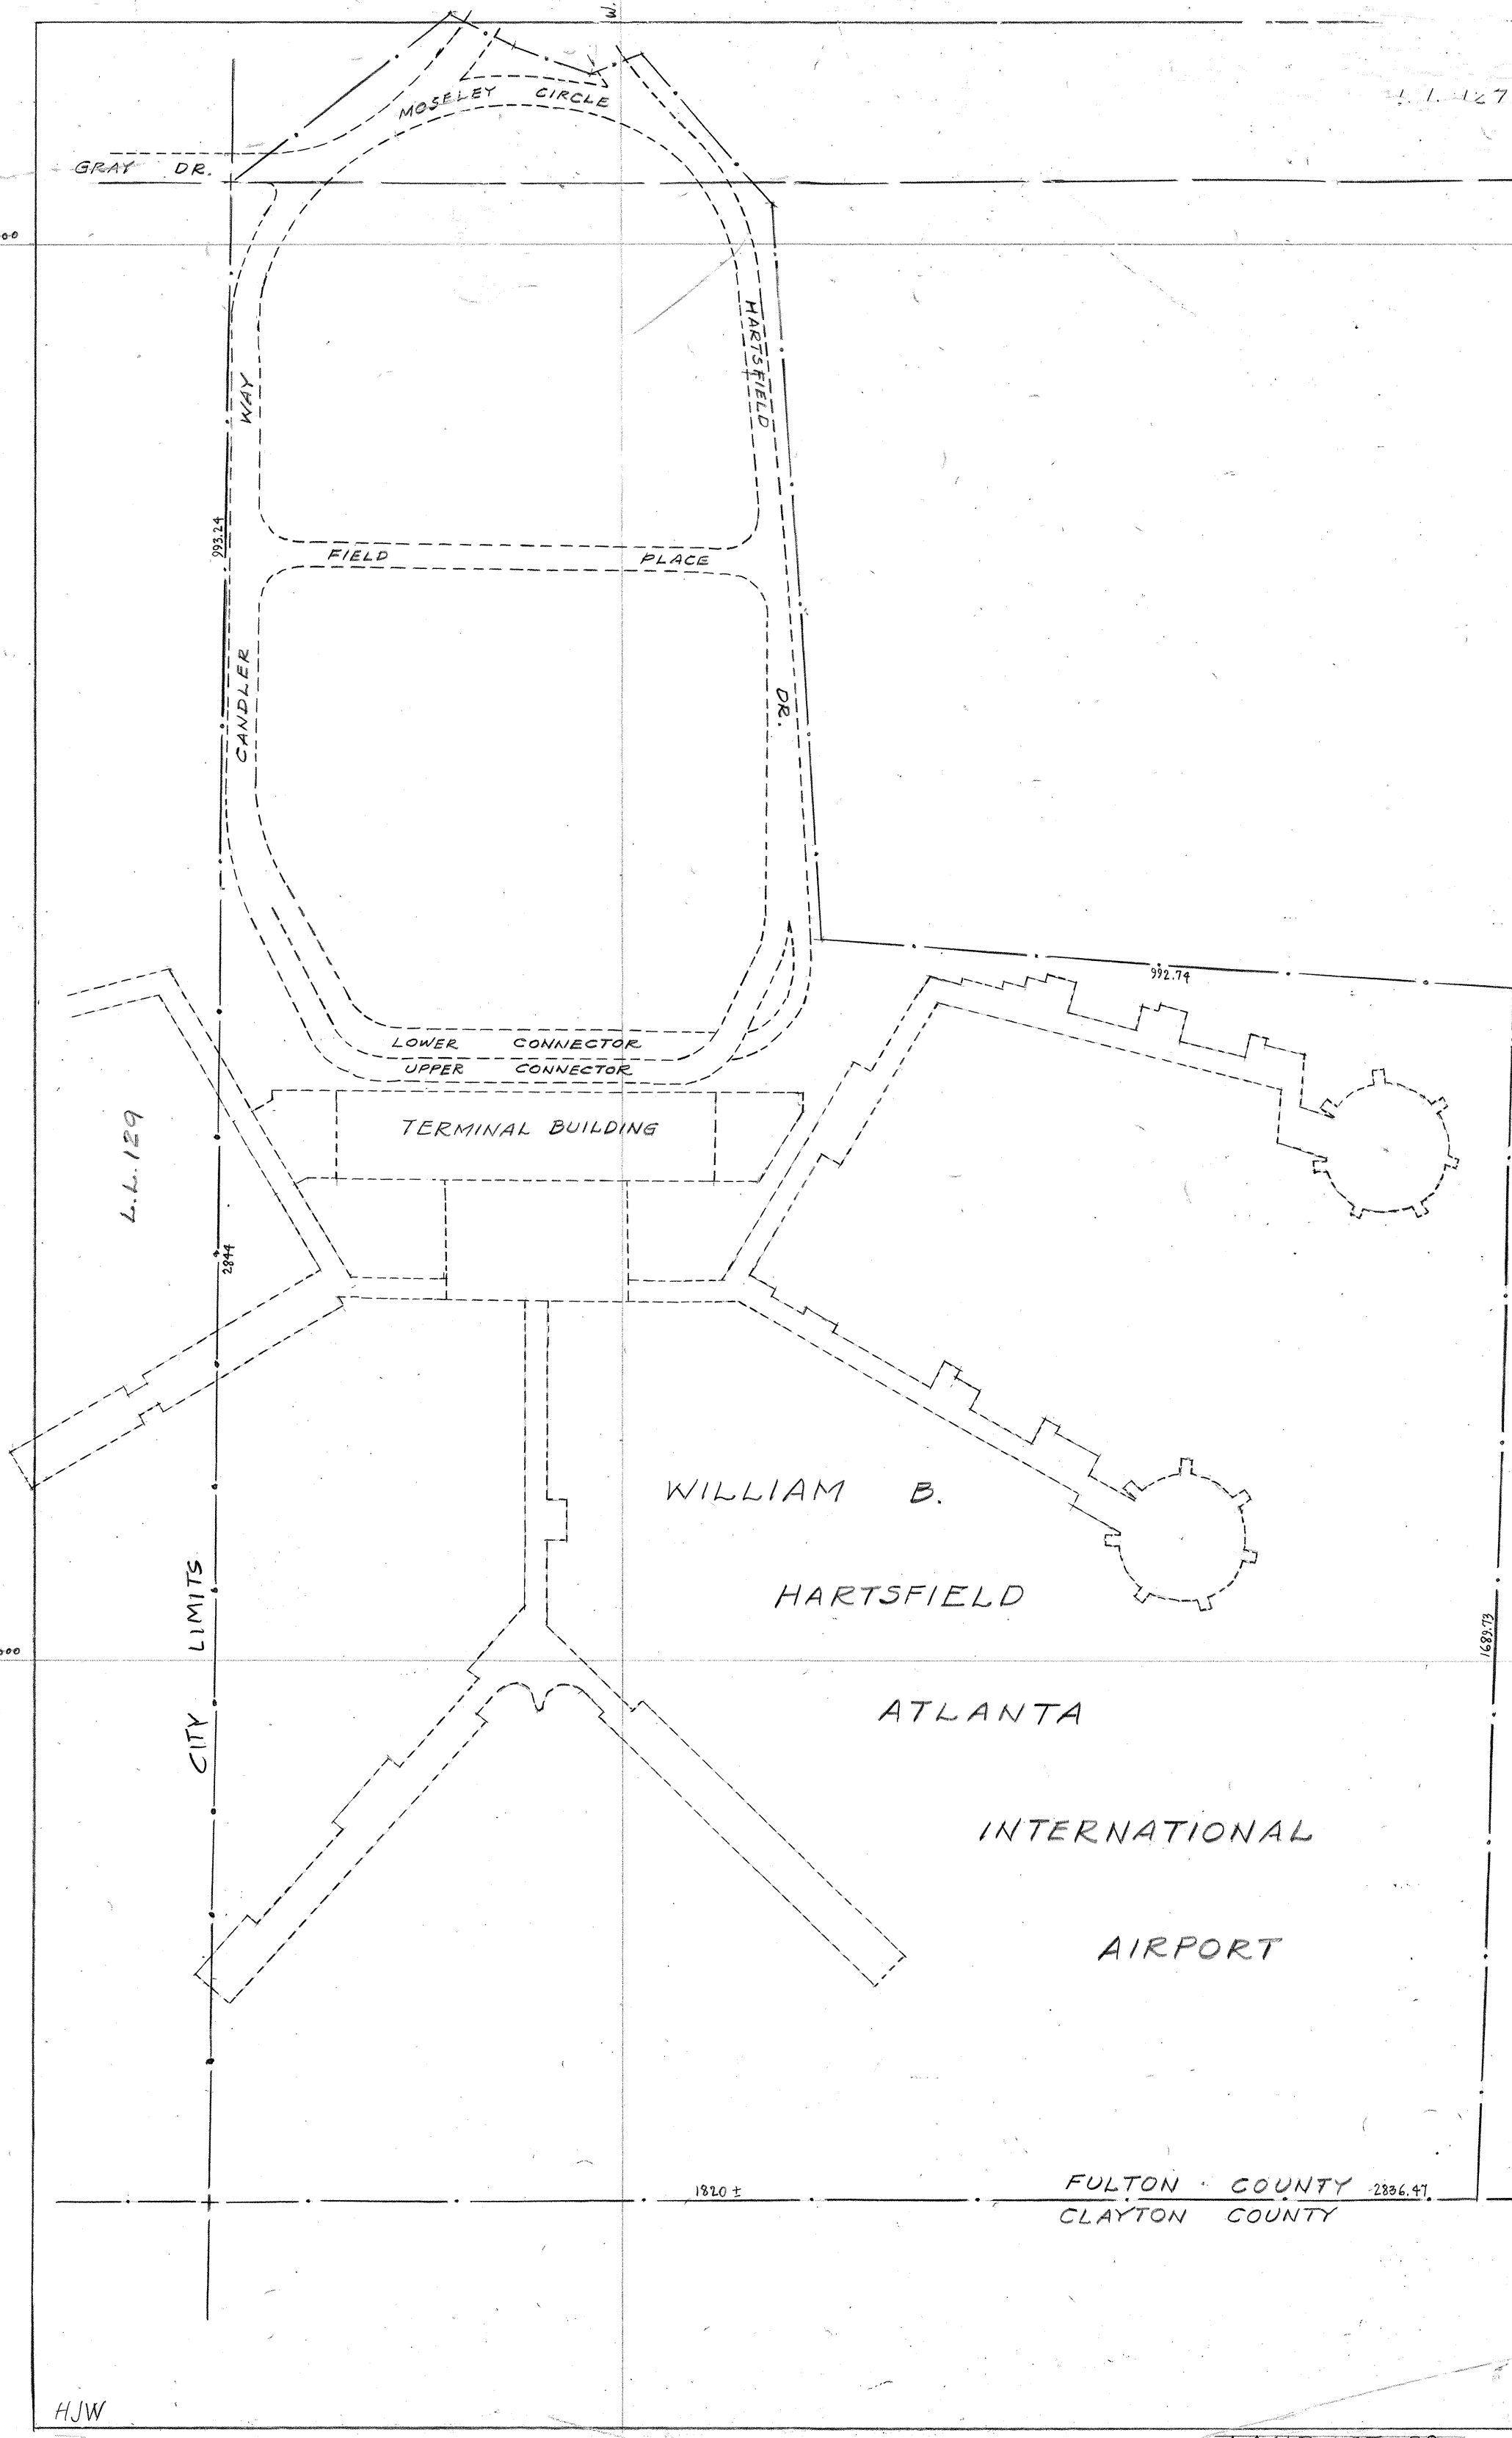 W.
MOSELEY CIRCLE
GRAY DR.
HARTSFIELD
WAY
993.24
FIELD PLACE
CANDLER
DR.
992.74
LOWER CONNECTOR
UPPER CONNECTOR
TERMINAL BUILDING
L.L. 129
2844
WILLIAM B.
HARTSFIELD
CITY LIMITS
1689.73
ATLANTA
INTERNATIONAL
AIRPORT
1820 ±
FULTON COUNTY 2836.47
CLAYTON COUNTY
HJW